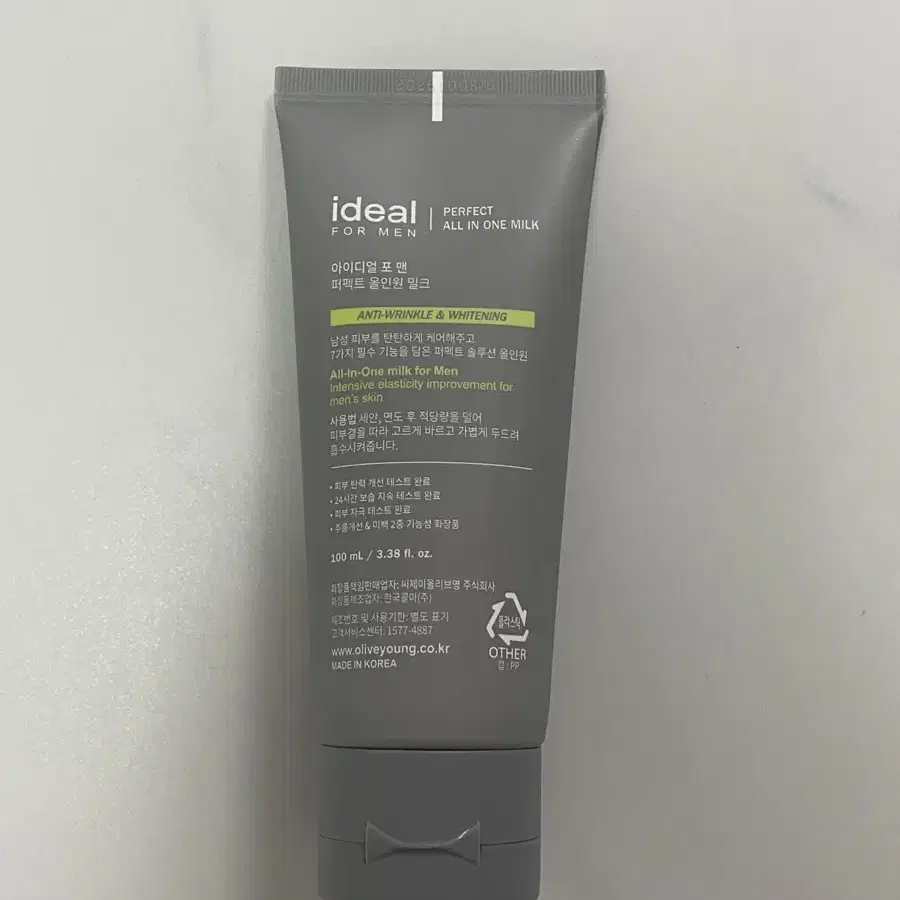 ideal
FOR MEN
PERFECT
ALL IN ONE MILK
아이디얼 포 맨
퍼펙트 올인원 밀크
ANTI-WRINKLE & WHITENING
남성 피부를 탄탄하게 케어해주고
7가지 필수 기능을 담은 퍼펙트 솔루션 올인원
All-In-One milk for Men
Intensive elasticity improvement for
men's skin
사용법 세안, 면도 후 적당량을 덜어
피부결을 따라 고르게 바르고 가볍게 두드려
흡수시켜줍니다.
• 피부 탄력 개선 테스트 완료
• 24시간 보습 지속 테스트 완료
• 피부 자극 테스트 완료
• 주름개선 & 미백 2중 기능성 화장품
100 mL / 3.38 fl. oz.
화장품책임판매업자: 씨제이올리브영 주식회사
화장품제조업자: 한국콜마(주)
제조번호 및 사용기한: 별도 표기
고객서비스센터: 1577-4887
www.oliveyoung.co.kr
MADE IN KOREA
플라스틱
OTHER
캡 : PP